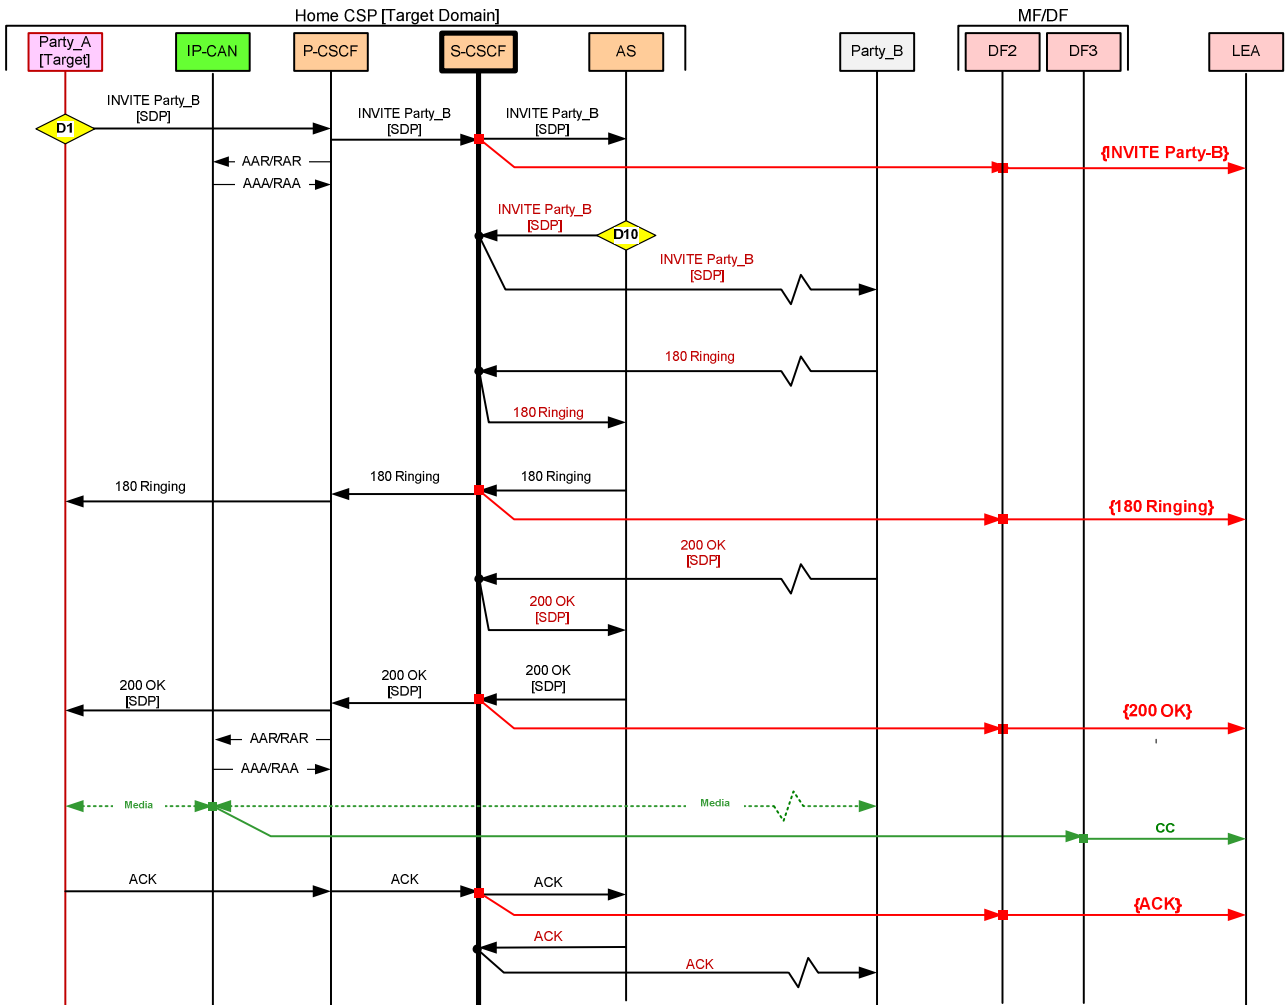 Home CSP [Target Domain]
MF/DF
Party_A
[Target]
IP-CAN
P-CSCF
S-CSCF
AS
Party_B
DF2
DF3
LEA
INVITE Party_B
[SDP]
D1
INVITE Party_B
[SDP]
INVITE Party_B
[SDP]
{INVITE Party-B}
AAR/RAR
AAA/RAA
INVITE Party_B
[SDP]
D10
INVITE Party_B
[SDP]
180 Ringing
180 Ringing
180 Ringing
180 Ringing
180 Ringing
{180 Ringing}
200 OK
[SDP]
200 OK
[SDP]
200 OK
[SDP]
200 OK
[SDP]
200 OK
[SDP]
{200 OK}
AAR/RAR
AAA/RAA
Media
Media
CC
ACK
ACK
ACK
{ACK}
ACK
ACK